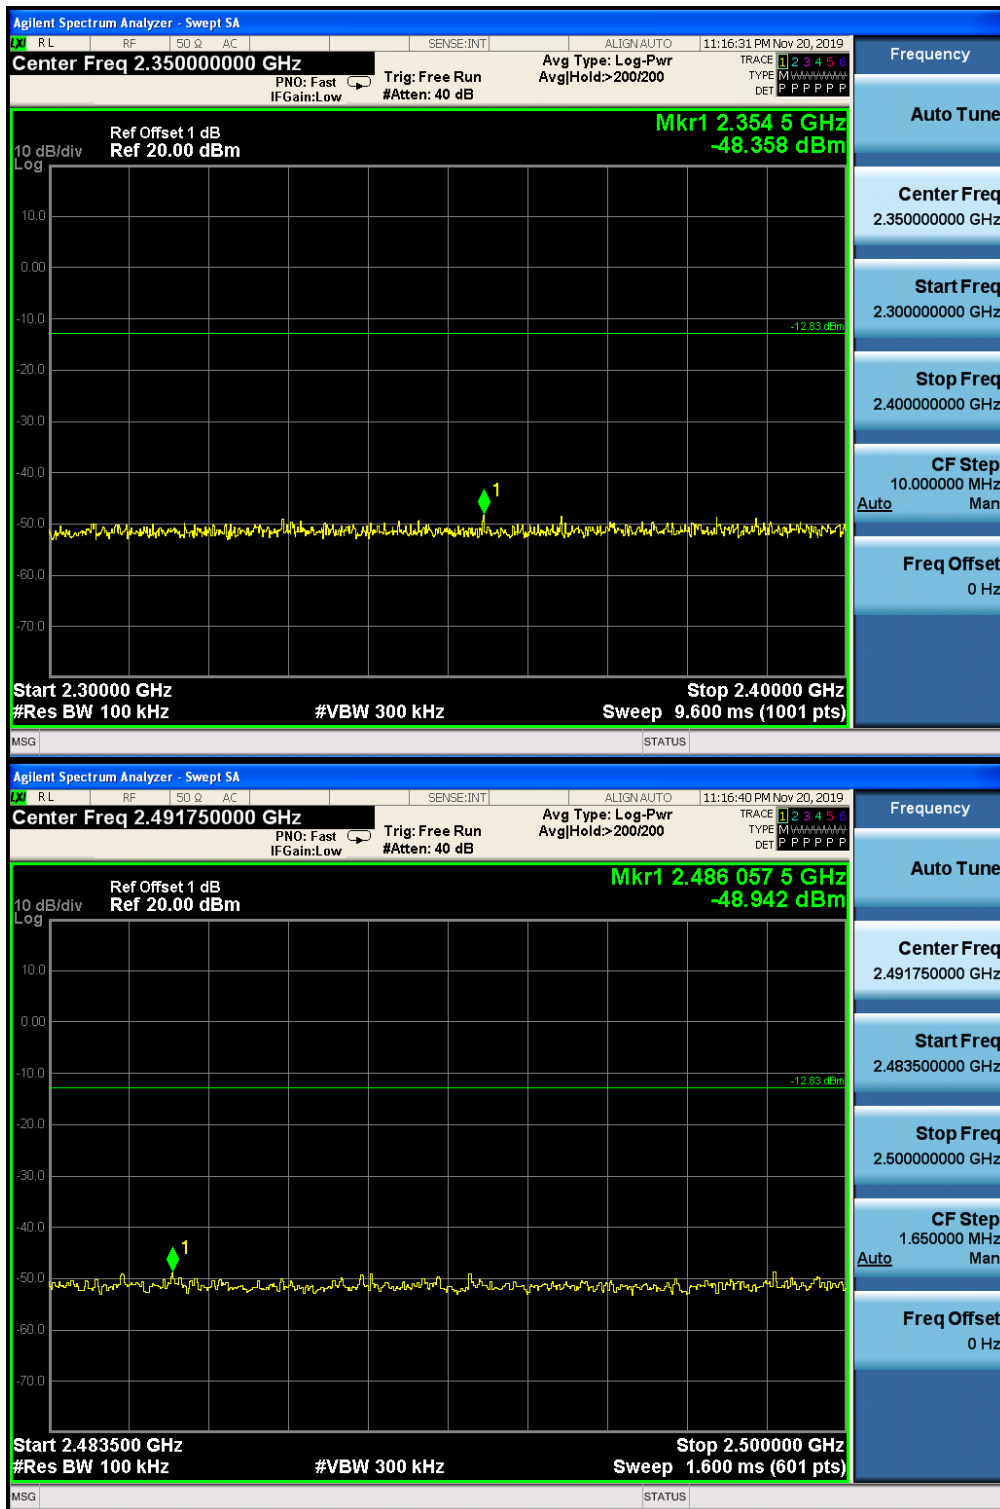 Agilent Spectrum Analyzer - Swept SA
LXI RL RF 50 Ω AC SENSE:INT ALIGN AUTO 11:16:31 PM Nov 20, 2019
Center Freq 2.350000000 GHz
PNO: Fast
IFGain:Low
Trig: Free Run
#Atten: 40 dB
Avg Type: Log-Pwr
Avg|Hold:>200/200
TRACE 1 2 3 4 5 6
TYPE M WWWWW
DET P P P P P P
Frequency
Mkr1 2.354 5 GHz
-48.358 dBm
Ref Offset 1 dB
10 dB/div Ref 20.00 dBm
Log
10.0
0.00
-10.0
-12.83 dBm
-20.0
-30.0
-40.0
1
-50.0
-60.0
-70.0
Start 2.30000 GHz Stop 2.40000 GHz
#Res BW 100 kHz #VBW 300 kHz Sweep 9.600 ms (1001 pts)
MSG STATUS
Auto Tune
Center Freq
2.350000000 GHz
Start Freq
2.300000000 GHz
Stop Freq
2.400000000 GHz
CF Step
10.000000 MHz
Auto Man
Freq Offset
0 Hz
Agilent Spectrum Analyzer - Swept SA
LXI RL RF 50 Ω AC SENSE:INT ALIGN AUTO 11:16:40 PM Nov 20, 2019
Center Freq 2.491750000 GHz
PNO: Fast
IFGain:Low
Trig: Free Run
#Atten: 40 dB
Avg Type: Log-Pwr
Avg|Hold:>200/200
TRACE 1 2 3 4 5 6
TYPE M WWWWW
DET P P P P P P
Frequency
Mkr1 2.486 057 5 GHz
-48.942 dBm
Ref Offset 1 dB
10 dB/div Ref 20.00 dBm
Log
10.0
0.00
-10.0
-12.83 dBm
-20.0
-30.0
-40.0
1
-50.0
-60.0
-70.0
Start 2.483500 GHz Stop 2.500000 GHz
#Res BW 100 kHz #VBW 300 kHz Sweep 1.600 ms (601 pts)
MSG STATUS
Auto Tune
Center Freq
2.491750000 GHz
Start Freq
2.483500000 GHz
Stop Freq
2.500000000 GHz
CF Step
1.650000 MHz
Auto Man
Freq Offset
0 Hz